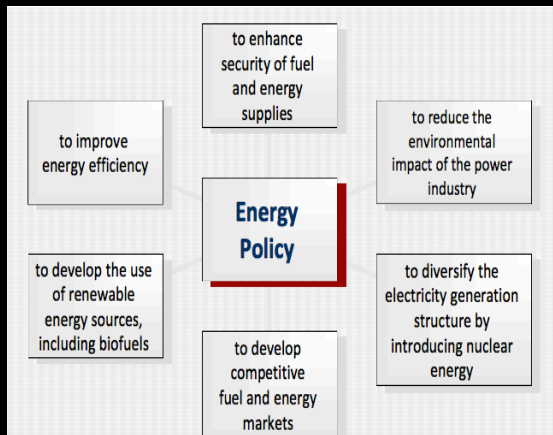 to enhance
security of fuel
and energy
supplies
to improve
energy efficiency
to reduce the
environmental
impact of the power
industry
Energy
Policy
to develop the use
of renewable
energy sources,
including biofuels
to diversify the
electricity generation
structure by
introducing nuclear
energy
to develop
competitive
fuel and energy
markets